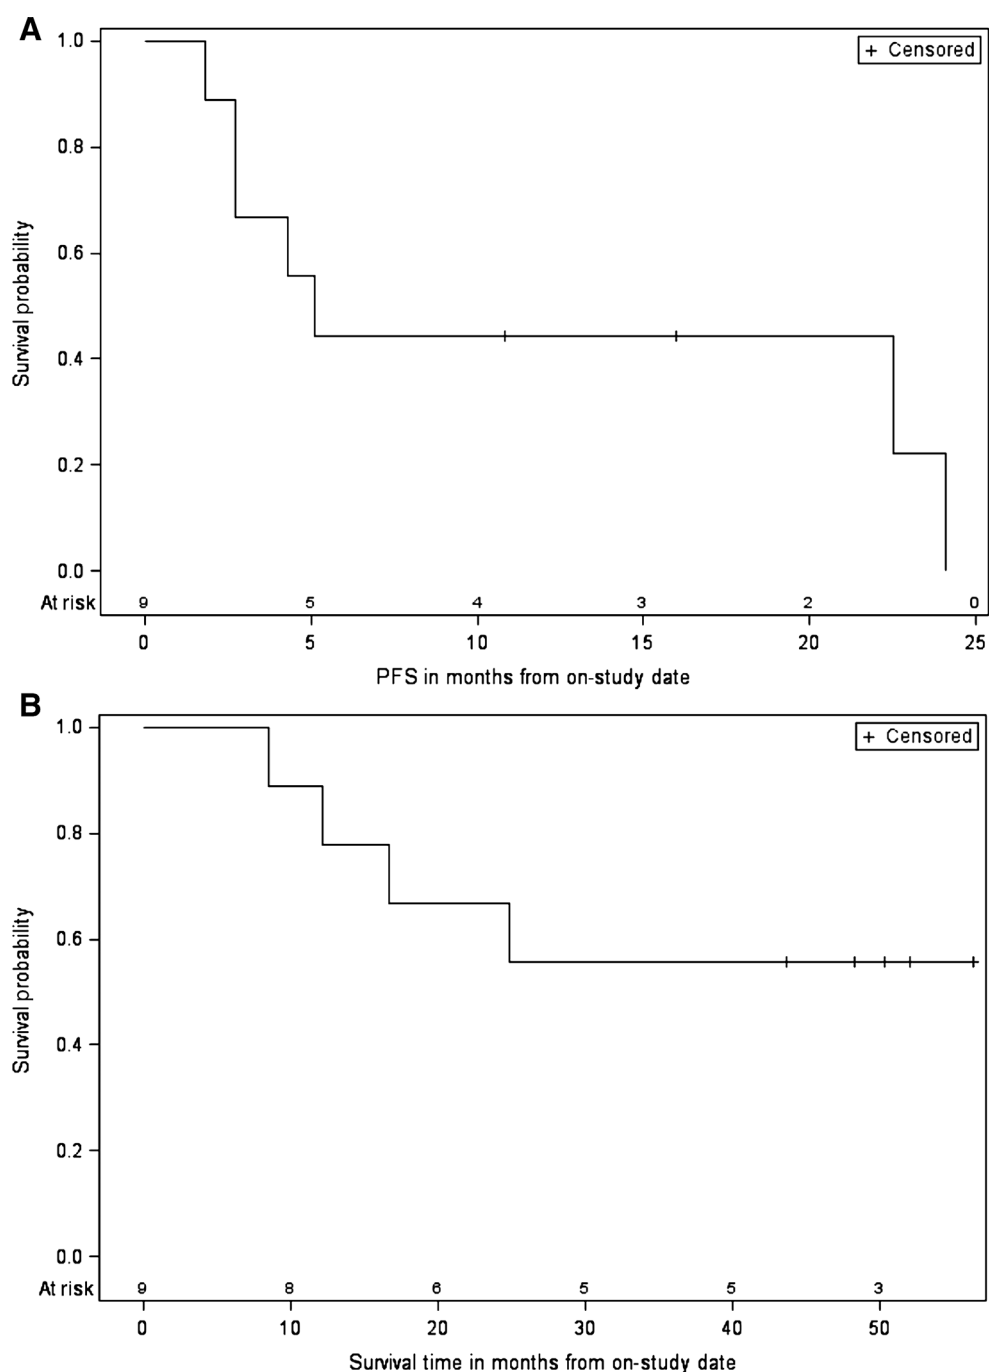 A
+ Censored
1.0
0.8
0.6
0.4
0.2
0.0
Survival probability
At risk 9 5 4 3 2 0
0 5 10 15 20 25
PFS in months from on-study date
B
+ Censored
1.0
0.8
0.6
0.4
0.2
0.0
Survival probability
At risk 9 8 6 5 5 3
0 10 20 30 40 50
Survival time in months from on-study date